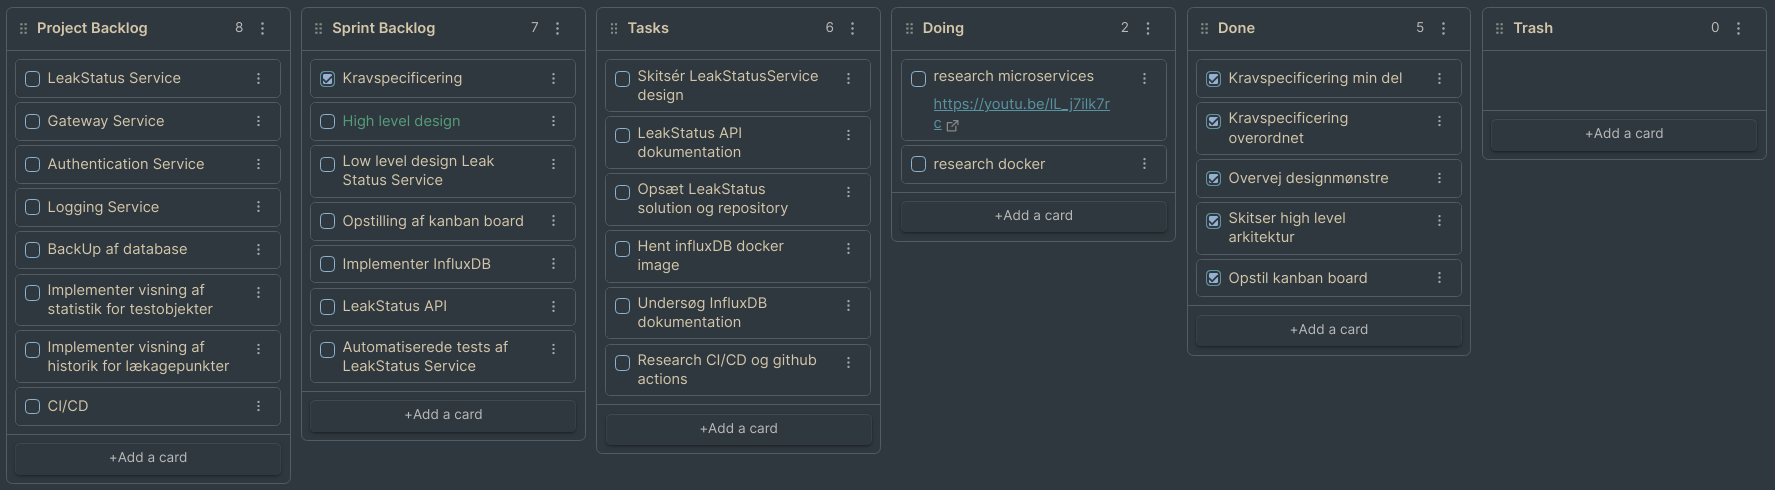 Project Backlog 8
LeakStatus Service
Gateway Service
Authentication Service
Logging Service
BackUp af database
Implementer visning af
statistik for testobjekter
Implementer visning af
historik for lækagepunkter
CI/CD
+Add a card
Sprint Backlog 7
Kravspecificering
High level design
Low level design Leak
Status Service
Opstilling af kanban board
Implementer InfluxDB
LeakStatus API
Automatiserede tests af
LeakStatus Service
+Add a card
Tasks 6
Skitsér LeakStatusService
design
LeakStatus API
dokumentation
Opsæt LeakStatus
solution og repository
Hent influxDB docker
image
Undersøg InfluxDB
dokumentation
Research CI/CD og github
actions
+Add a card
Doing 2
research microservices
https://youtu.be/lL_j7ilk7r
c
research docker
+Add a card
Done 5
Kravspecificering min del
Kravspecificering
overordnet
Overvej designmønstre
Skitser high level
arkitektur
Opstil kanban board
+Add a card
Trash 0
+Add a card